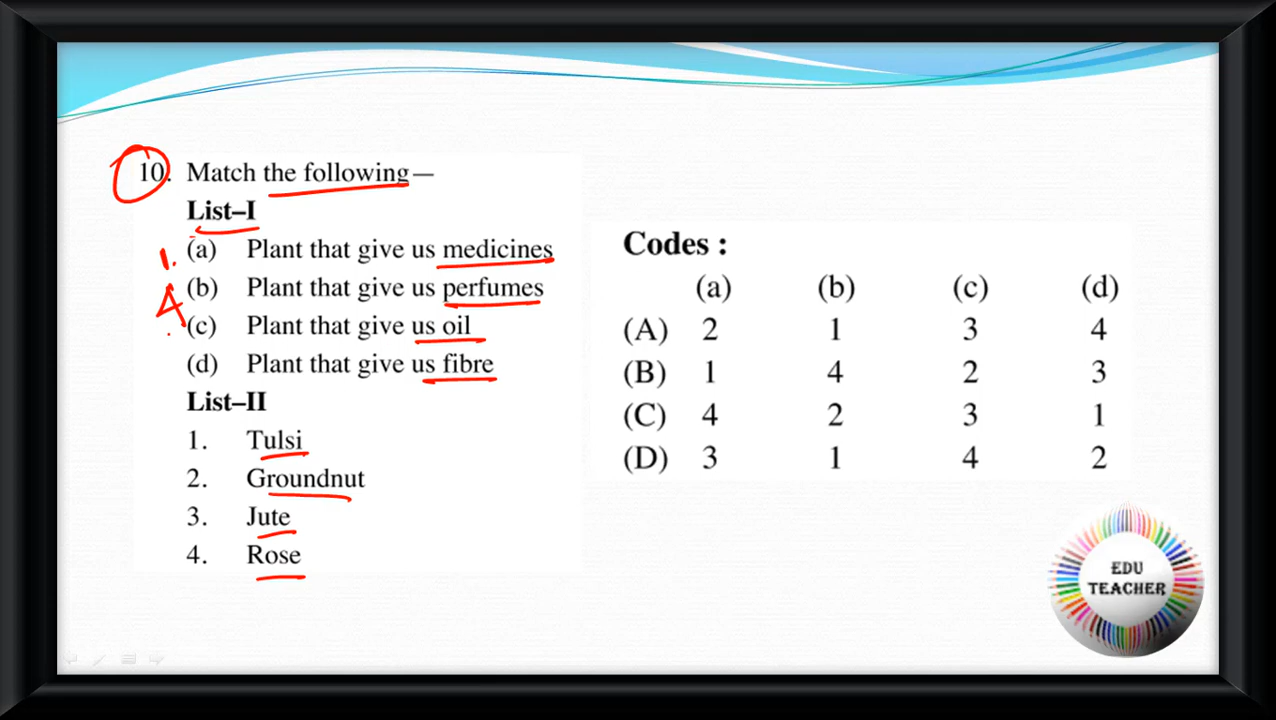 10. Match the following—
List–I
1. (a) Plant that give us medicines
4 (b) Plant that give us perfumes
(c) Plant that give us oil
(d) Plant that give us fibre
List–II
1. Tulsi
2. Groundnut
3. Jute
4. Rose
Codes :
(a) (b) (c) (d)
(A) 2 1 3 4
(B) 1 4 2 3
(C) 4 2 3 1
(D) 3 1 4 2
EDU
TEACHER